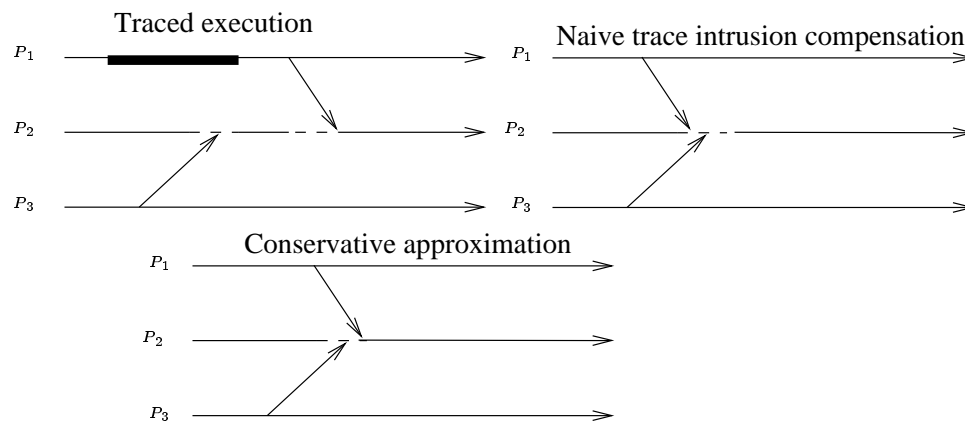 Traced execution
P1
P2
P3
Naive trace intrusion compensation
P1
P2
P3
Conservative approximation
P1
P2
P3